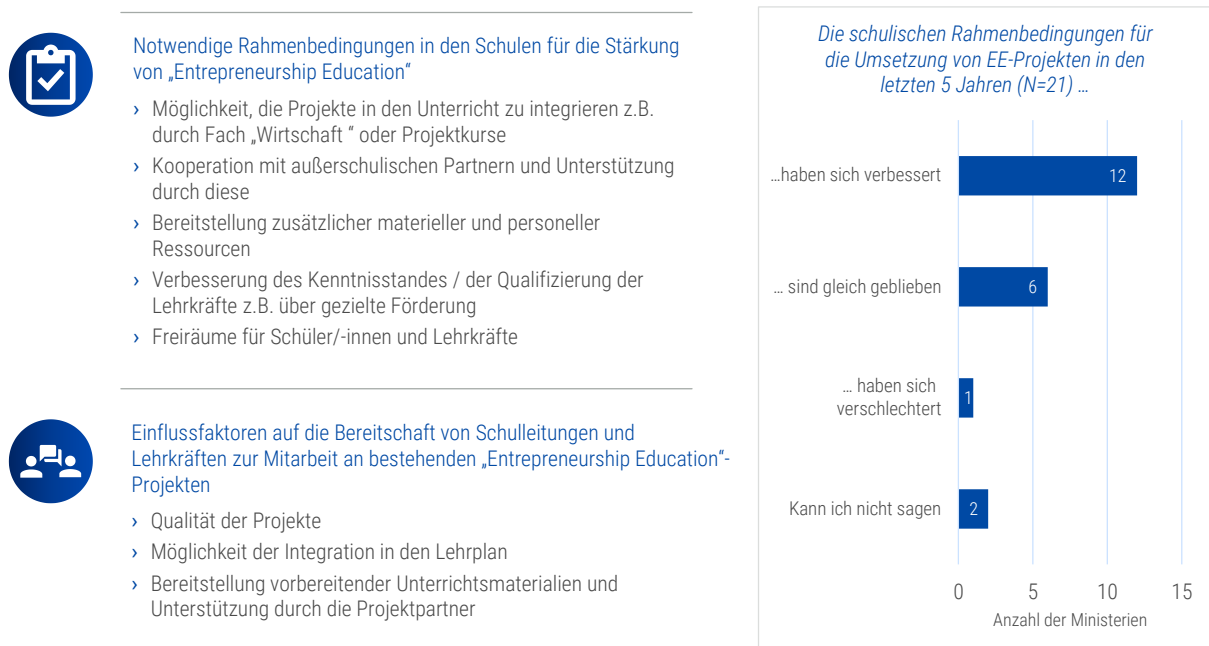 Notwendige Rahmenbedingungen in den Schulen für die Stärkung
von „Entrepreneurship Education“
› Möglichkeit, die Projekte in den Unterricht zu integrieren z.B.
durch Fach „Wirtschaft “ oder Projektkurse
› Kooperation mit außerschulischen Partnern und Unterstützung
durch diese
› Bereitstellung zusätzlicher materieller und personeller
Ressourcen
› Verbesserung des Kenntnisstandes / der Qualifizierung der
Lehrkräfte z.B. über gezielte Förderung
› Freiräume für Schüler/-innen und Lehrkräfte
Einflussfaktoren auf die Bereitschaft von Schulleitungen und
Lehrkräften zur Mitarbeit an bestehenden „Entrepreneurship Education“-
Projekten
› Qualität der Projekte
› Möglichkeit der Integration in den Lehrplan
› Bereitstellung vorbereitender Unterrichtsmaterialien und
Unterstützung durch die Projektpartner
Die schulischen Rahmenbedingungen für
die Umsetzung von EE-Projekten in den
letzten 5 Jahren (N=21) …
…haben sich verbessert 12
… sind gleich geblieben 6
… haben sich
verschlechtert 1
Kann ich nicht sagen 2
0 5 10 15
Anzahl der Ministerien